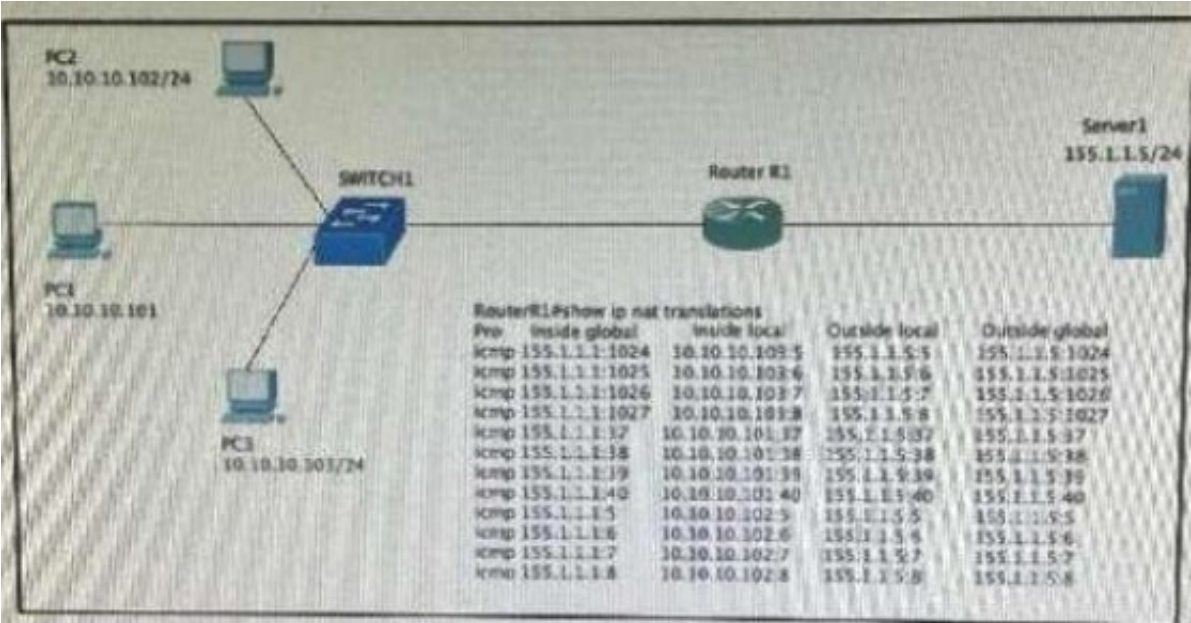 PC2
10.10.10.102/24
Server1
155.1.1.5/24
SWITCH1
Router R1
PC1
10.10.10.101
PC3
10.10.10.103/24
RouterR1#show ip nat translations
Pro Inside global Inside local Outside local Outside global
icmp 155.1.1.1:1024 10.10.10.103:5 155.1.1.5:5 155.1.1.5:1024
icmp 155.1.1.1:1025 10.10.10.103:6 155.1.1.5:6 155.1.1.5:1025
icmp 155.1.1.1:1026 10.10.10.103:7 155.1.1.5:7 155.1.1.5:1026
icmp 155.1.1.1:1027 10.10.10.103:8 155.1.1.5:8 155.1.1.5:1027
icmp 155.1.1.1:37 10.10.10.101:37 155.1.1.5:37 155.1.1.5:37
icmp 155.1.1.1:38 10.10.10.101:38 155.1.1.5:38 155.1.1.5:38
icmp 155.1.1.1:39 10.10.10.101:39 155.1.1.5:39 155.1.1.5:39
icmp 155.1.1.1:40 10.10.10.101:40 155.1.1.5:40 155.1.1.5:40
icmp 155.1.1.1:5 10.10.10.102:5 155.1.1.5:5 155.1.1.5:5
icmp 155.1.1.1:6 10.10.10.102:6 155.1.1.5:6 155.1.1.5:6
icmp 155.1.1.1:7 10.10.10.102:7 155.1.1.5:7 155.1.1.5:7
icmp 155.1.1.1:8 10.10.10.102:8 155.1.1.5:8 155.1.1.5:8